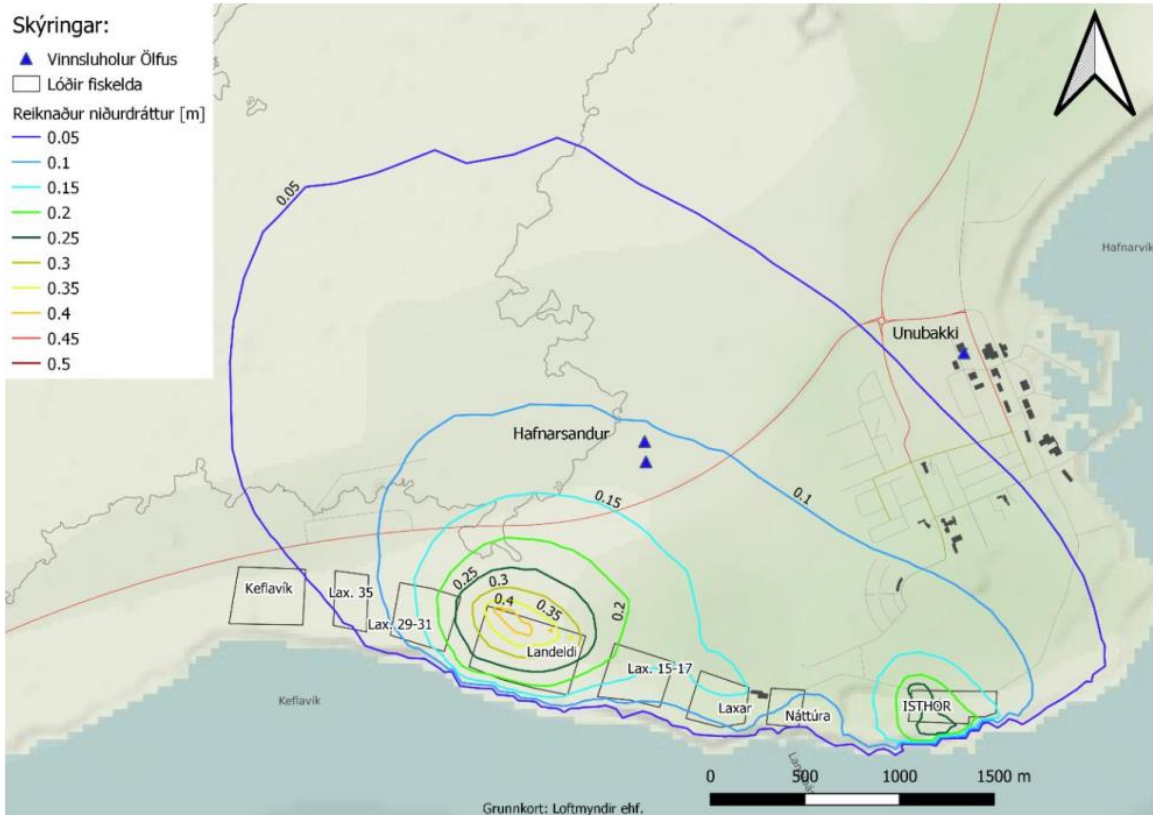 Skýringar:
Vinnsluholur Ölfus
Lóðir fiskelda
Reiknaður niðurdráttur [m]
0.05
0.1
0.15
0.2
0.25
0.3
0.35
0.4
0.45
0.5
0.05
Hafnarvík
Unubakki
Hafnarsandur
0.1
0.15
0.25
0.3
0.4
0.35
0.2
Keflavík
Lax. 35
Lax. 29-31
Landeldi
Lax. 15-17
Laxar
Náttúra
ISTHOR
Keflavík
0 500 1000 1500 m
Grunnkort: Loftmyndir ehf.